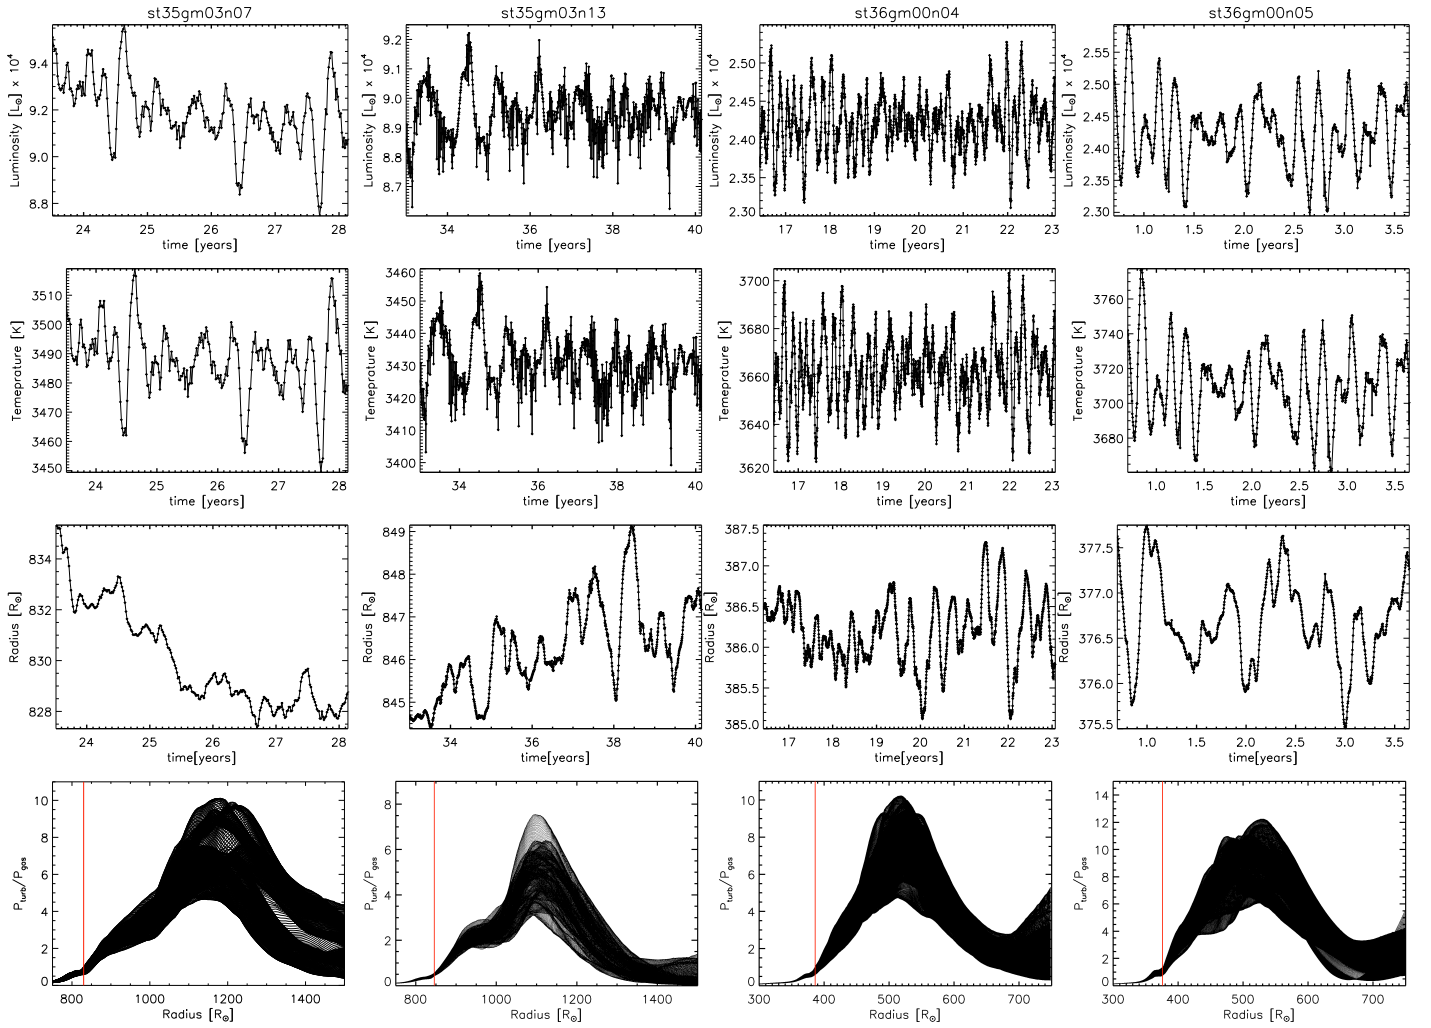 st35gm03n07 st35gm03n13 st36gm00n04 st36gm00n05
Luminosity [L⊙] × 10⁴
9.4
9.2
9.0
8.8
24 25 26 27 28
time [years]
Luminosity [L⊙] × 10⁴
9.2
9.1
9.0
8.9
8.8
8.7
34 36 38 40
time [years]
Luminosity [L⊙] × 10⁴
2.50
2.45
2.40
2.35
2.30
17 18 19 20 21 22 23
time [years]
Luminosity [L⊙] × 10⁴
2.55
2.50
2.45
2.40
2.35
2.30
1.0 1.5 2.0 2.5 3.0 3.5
time [years]
Temeprature [K]
3510
3500
3490
3480
3470
3460
3450
24 25 26 27 28
time [years]
Temeprature [K]
3460
3450
3440
3430
3420
3410
3400
34 36 38 40
time [years]
Temeprature [K]
3700
3680
3660
3640
3620
17 18 19 20 21 22 23
time [years]
Temeprature [K]
3760
3740
3720
3700
3680
1.0 1.5 2.0 2.5 3.0 3.5
time [years]
Radius [R⊙]
834
832
830
828
24 25 26 27 28
time[years]
Radius [R⊙]
849
848
847
846
845
34 36 38 40
time[years]
Radius [R⊙]
387.5
387.0
386.5
386.0
385.5
385.0
17 18 19 20 21 22 23
time[years]
Radius [R⊙]
377.5
377.0
376.5
376.0
375.5
1.0 1.5 2.0 2.5 3.0 3.5
time[years]
P turb/P gas
10
8
6
4
2
0
800 1000 1200 1400
Radius [R⊙]
P turb/P gas
8
6
4
2
0
800 1000 1200 1400
Radius [R⊙]
P turb/P gas
10
8
6
4
2
0
300 400 500 600 700
Radius [R⊙]
P turb/P gas
14
12
10
8
6
4
2
0
300 400 500 600 700
Radius [R⊙]